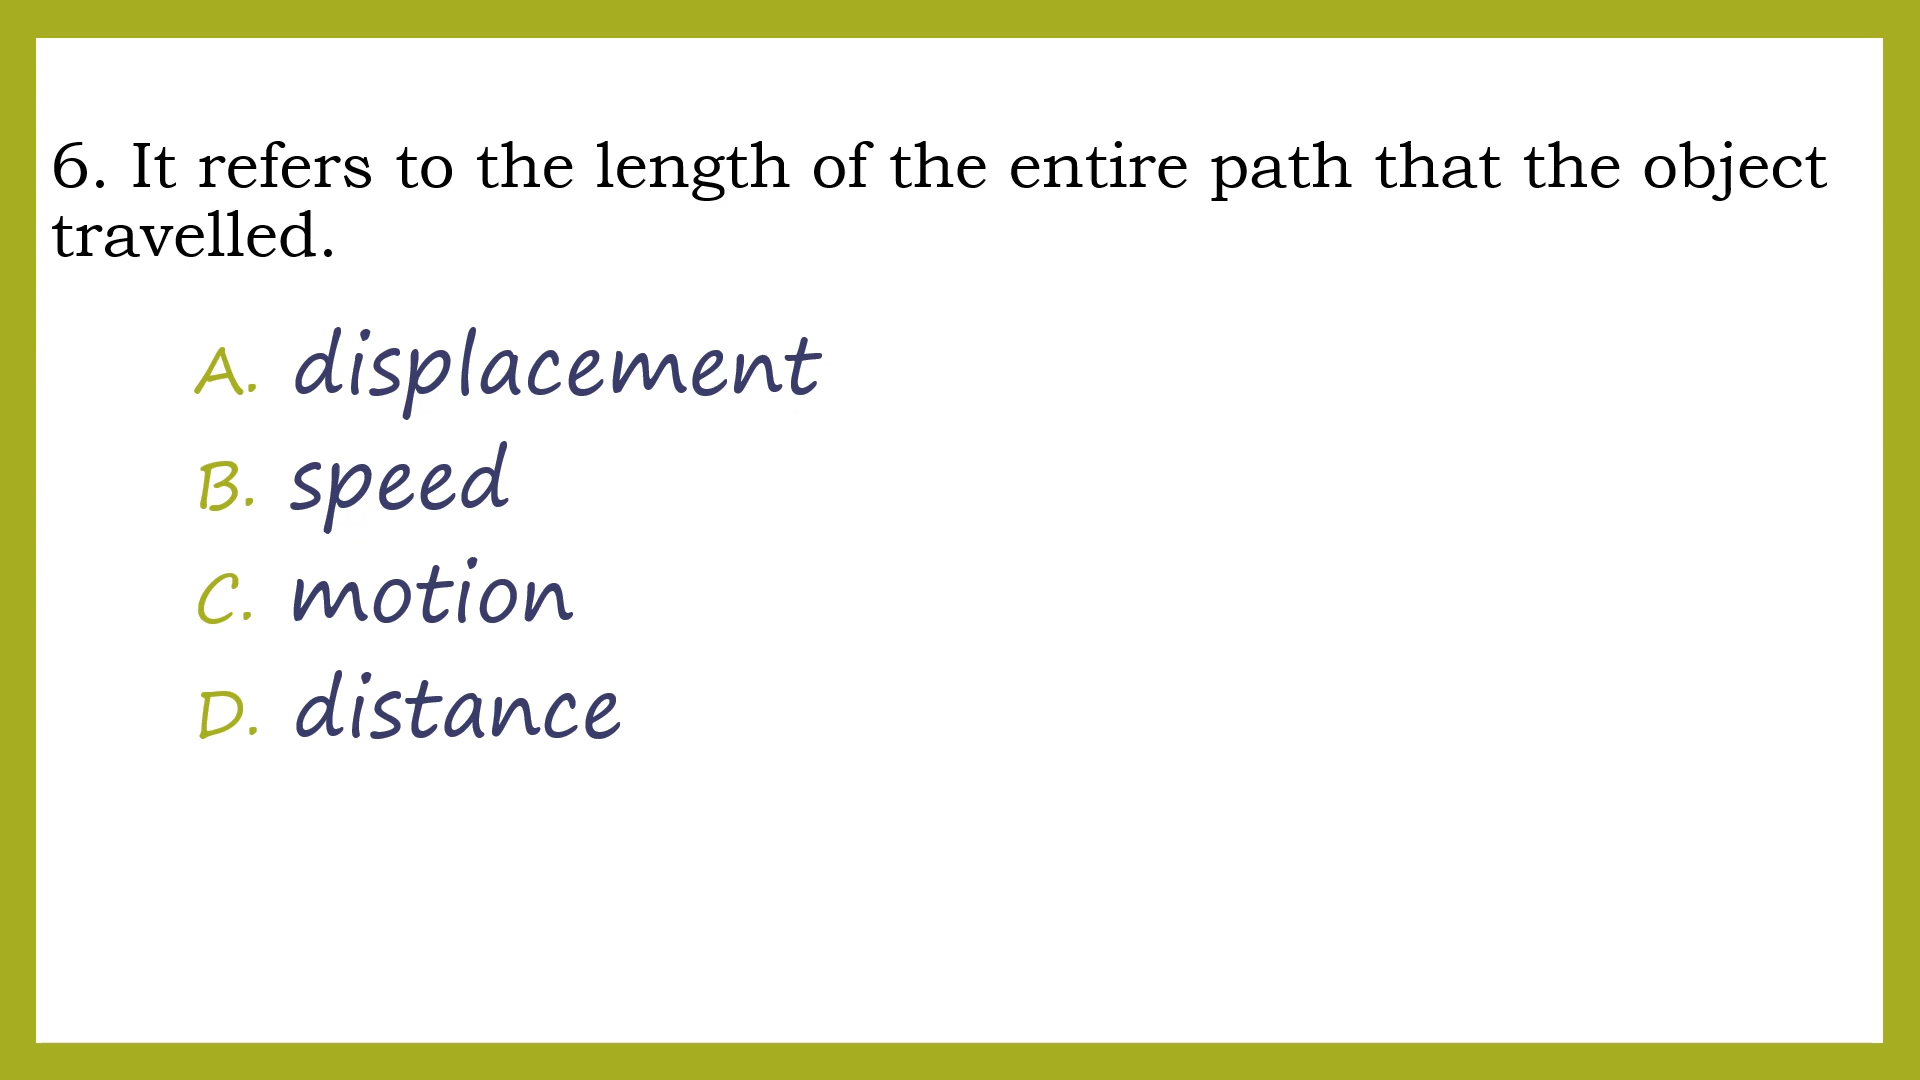 6. It refers to the length of the entire path that the object
travelled.
A. displacement
B. speed
C. motion
D. distance